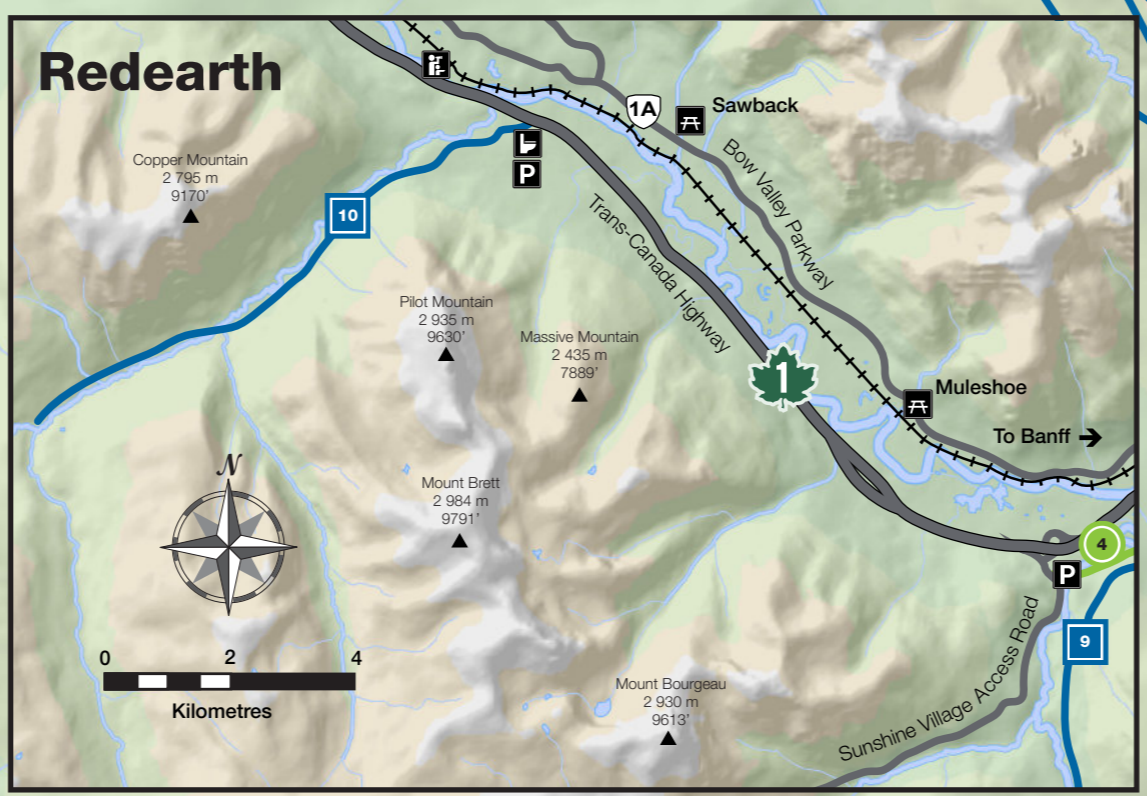 Redearth
1A
Sawback
Copper Mountain
2 795 m
9170’
P
Bow Valley Parkway
10
Trans-Canada Highway
Pilot Mountain
2 935 m
9630’
Massive Mountain
2 435 m
7889’
1
Muleshoe
To Banff
N
Mount Brett
2 984 m
9791’
4
P
9
0 2 4
Kilometres
Mount Bourgeau
2 930 m
9613’
Sunshine Village Access Road